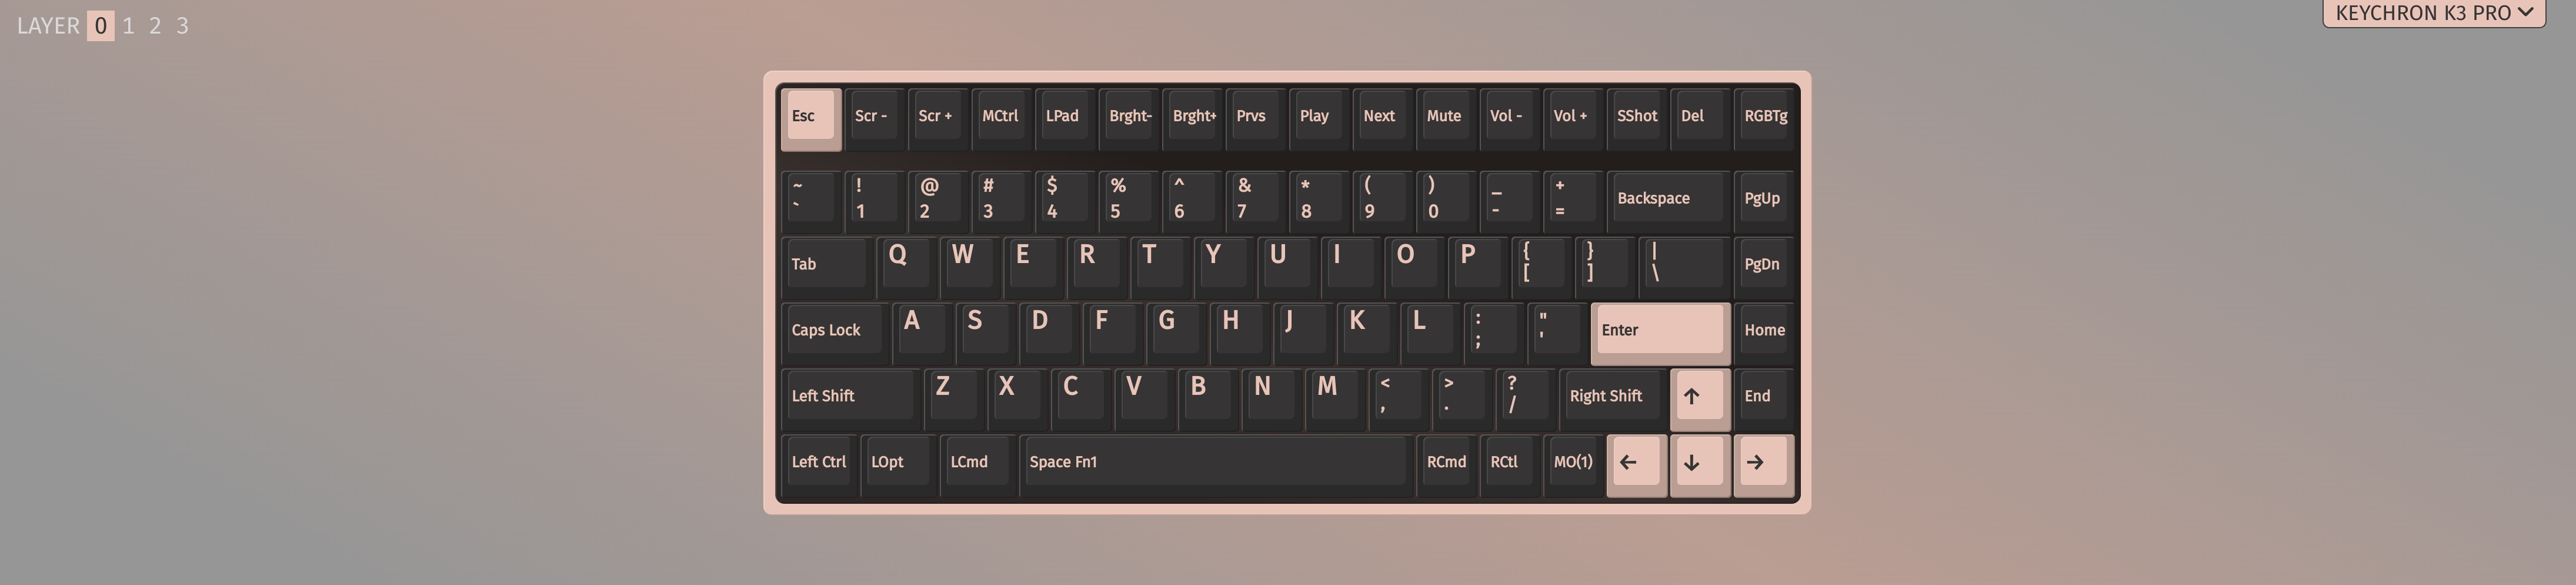 LAYER 0 1 2 3
KEYCHRON K3 PRO
Esc Scr - Scr + MCtrl LPad Brght- Brght+ Prvs Play Next Mute Vol - Vol + SShot Del RGBTg
~ ! @ # $ % ^ & * ( ) _ +
` 1 2 3 4 5 6 7 8 9 0 - = Backspace PgUp
Tab Q W E R T Y U I O P { } | PgDn
[ ] \
Caps Lock A S D F G H J K L : " Enter Home
; '
Left Shift Z X C V B N M < > ? Right Shift ↑ End
, . /
Left Ctrl LOpt LCmd Space Fn1 RCmd RCtl MO(1) ← ↓ →